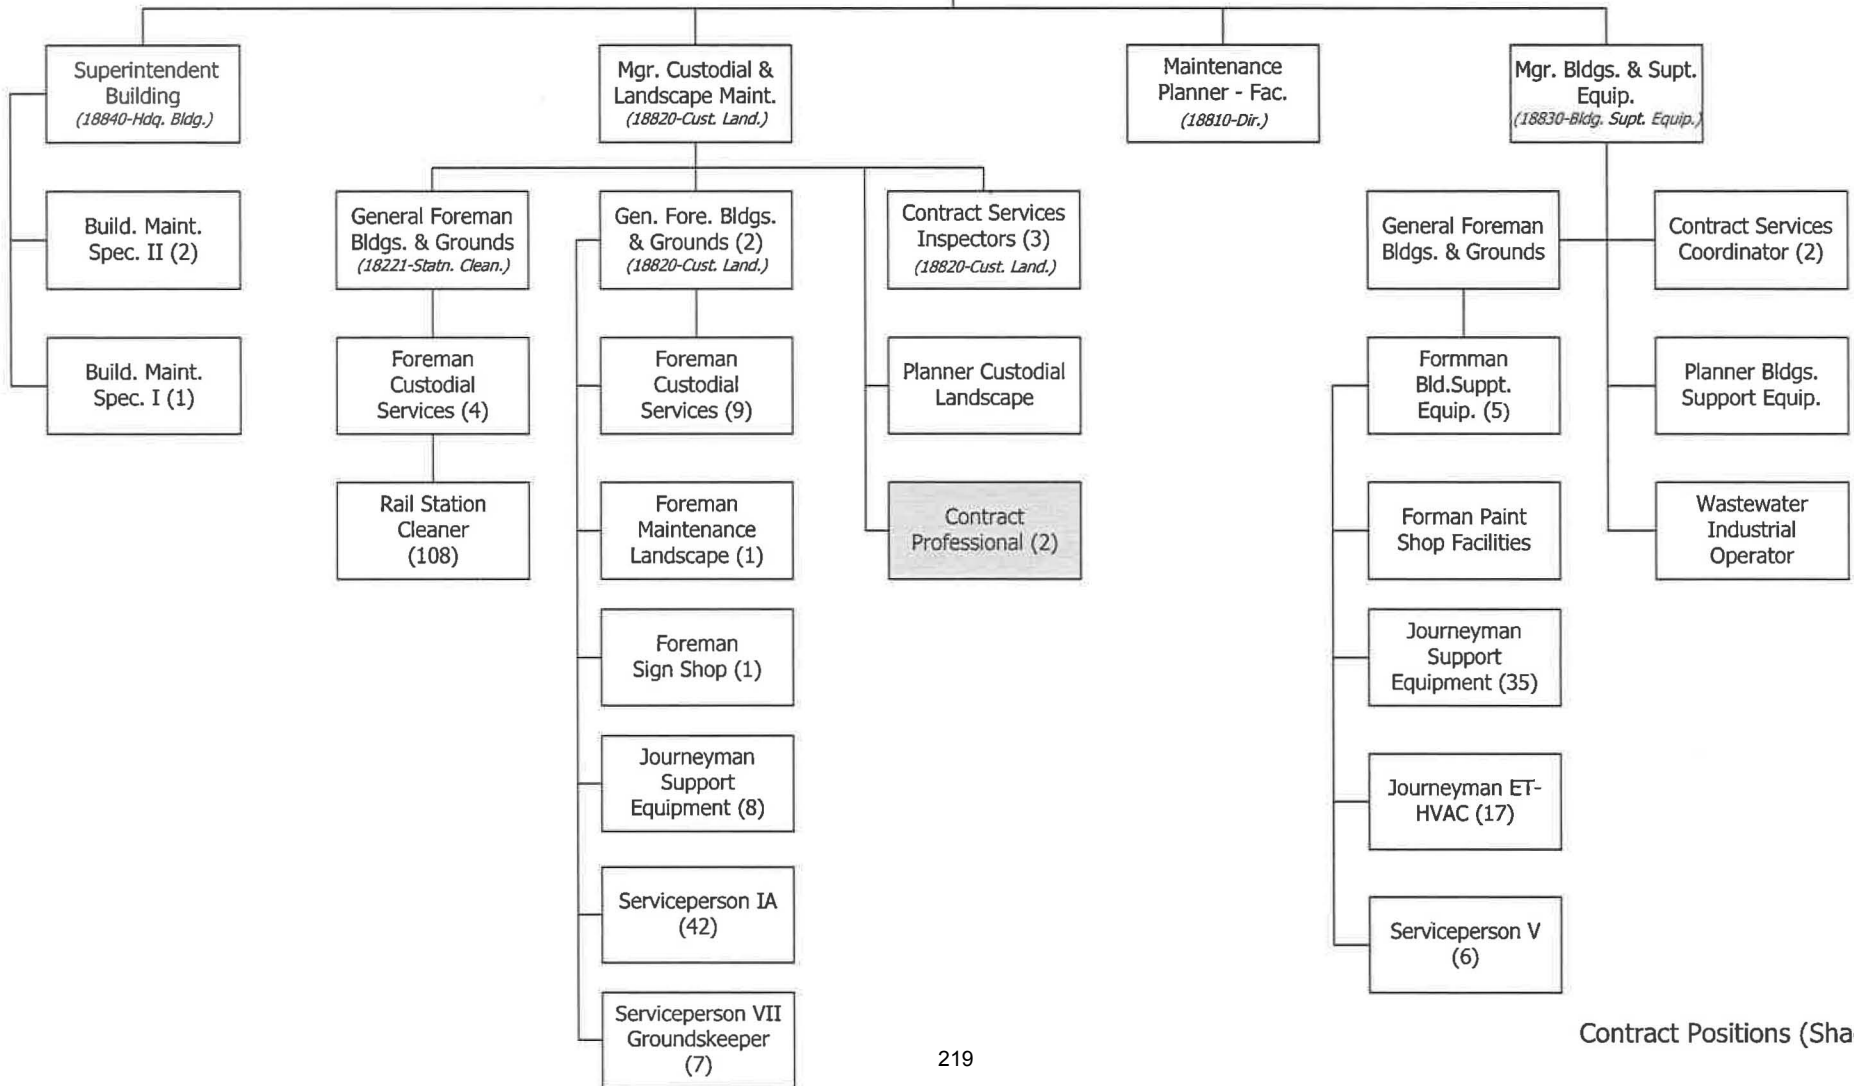 Superintendent
Building
(18840-Hdq. Bldg.)
Mgr. Custodial &
Landscape Maint.
(18820-Cust. Land.)
Maintenance
Planner - Fac.
(18810-Dir.)
Mgr. Bldgs. & Supt.
Equip.
(18830-Bldg. Supt. Equip.)
Build. Maint.
Spec. II (2)
General Foreman
Bldgs. & Grounds
(18221-Statn. Clean.)
Gen. Fore. Bldgs.
& Grounds (2)
(18820-Cust. Land.)
Contract Services
Inspectors (3)
(18820-Cust. Land.)
General Foreman
Bldgs. & Grounds
Contract Services
Coordinator (2)
Build. Maint.
Spec. I (1)
Foreman
Custodial
Services (4)
Foreman
Custodial
Services (9)
Planner Custodial
Landscape
Formman
Bld.Suppt.
Equip. (5)
Planner Bldgs.
Support Equip.
Rail Station
Cleaner
(108)
Foreman
Maintenance
Landscape (1)
Contract
Professional (2)
Forman Paint
Shop Facilities
Wastewater
Industrial
Operator
Foreman
Sign Shop (1)
Journeyman
Support
Equipment (35)
Journeyman
Support
Equipment (8)
Journeyman ET-
HVAC (17)
Serviceperson IA
(42)
Serviceperson V
(6)
Serviceperson VII
Groundskeeper
(7)
Contract Positions (Sha
219